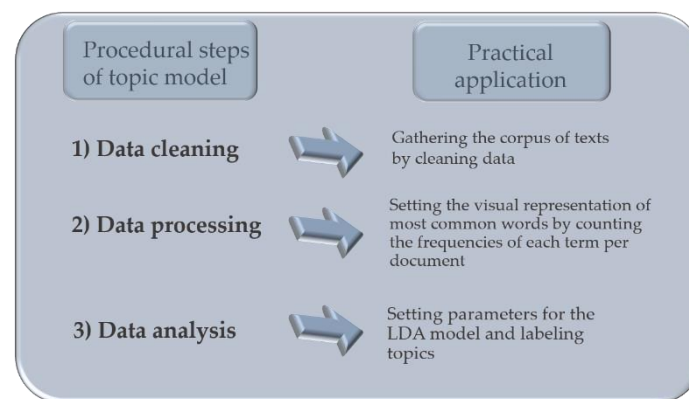 Procedural steps
of topic model
Practical
application
1) Data cleaning
Gathering the corpus of texts
by cleaning data
2) Data processing
Setting the visual representation of
most common words by counting
the frequencies of each term per
document
3) Data analysis
Setting parameters for the
LDA model and labeling
topics